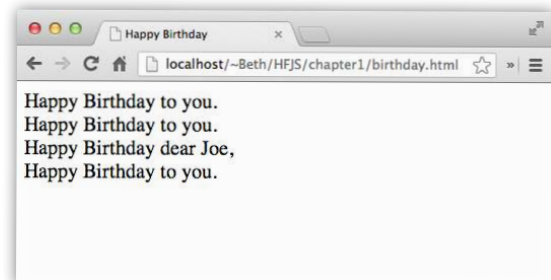 Happy Birthday
localhost/~Beth/HFJS/chapter1/birthday.html
Happy Birthday to you.
Happy Birthday to you.
Happy Birthday dear Joe,
Happy Birthday to you.